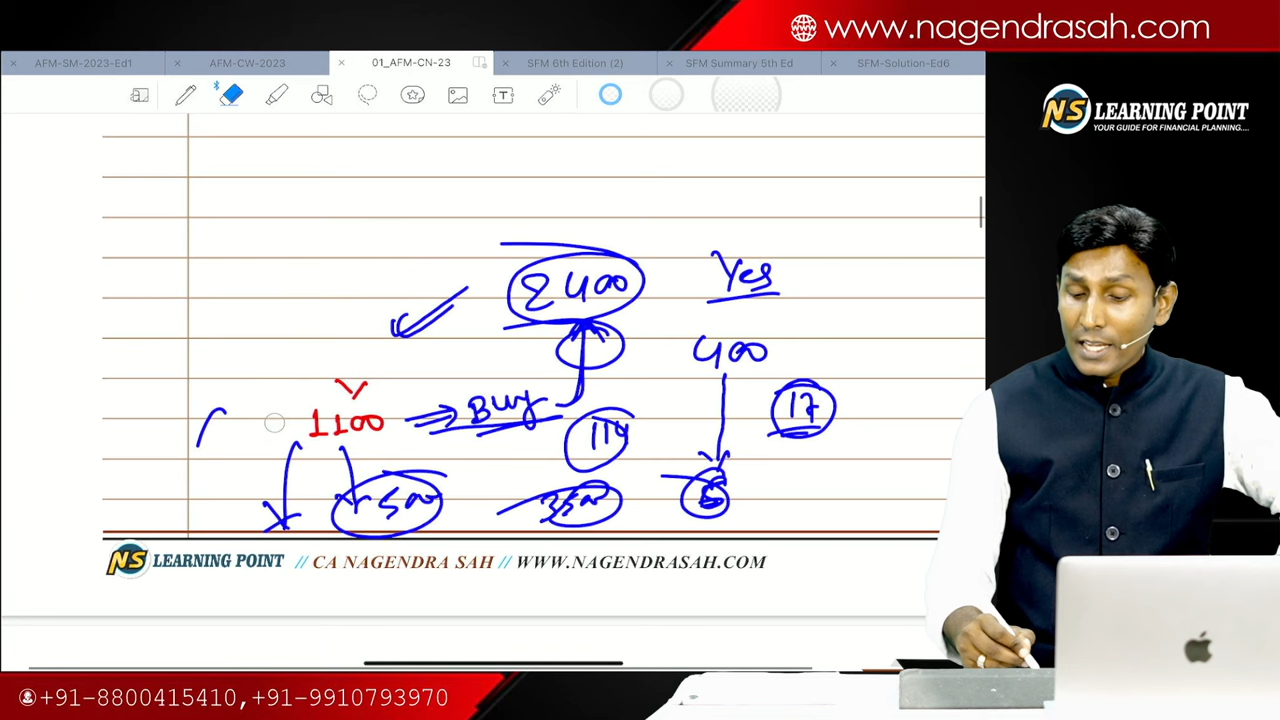 www.nagendrasah.com
AFM-SM-2023-Ed1
AFM-CW-2023
01_AFM-CN-23
SFM 6th Edition (2)
SFM Summary 5th Ed
SFM-Solution-Ed6
NS LEARNING POINT
YOUR GUIDE FOR FINANCIAL PLANNING....
2400 Yes
400
1100 Buy 17
114
500 3500
NS LEARNING POINT // CA NAGENDRA SAH // WWW.NAGENDRASAH.COM
+91-8800415410,+91-9910793970